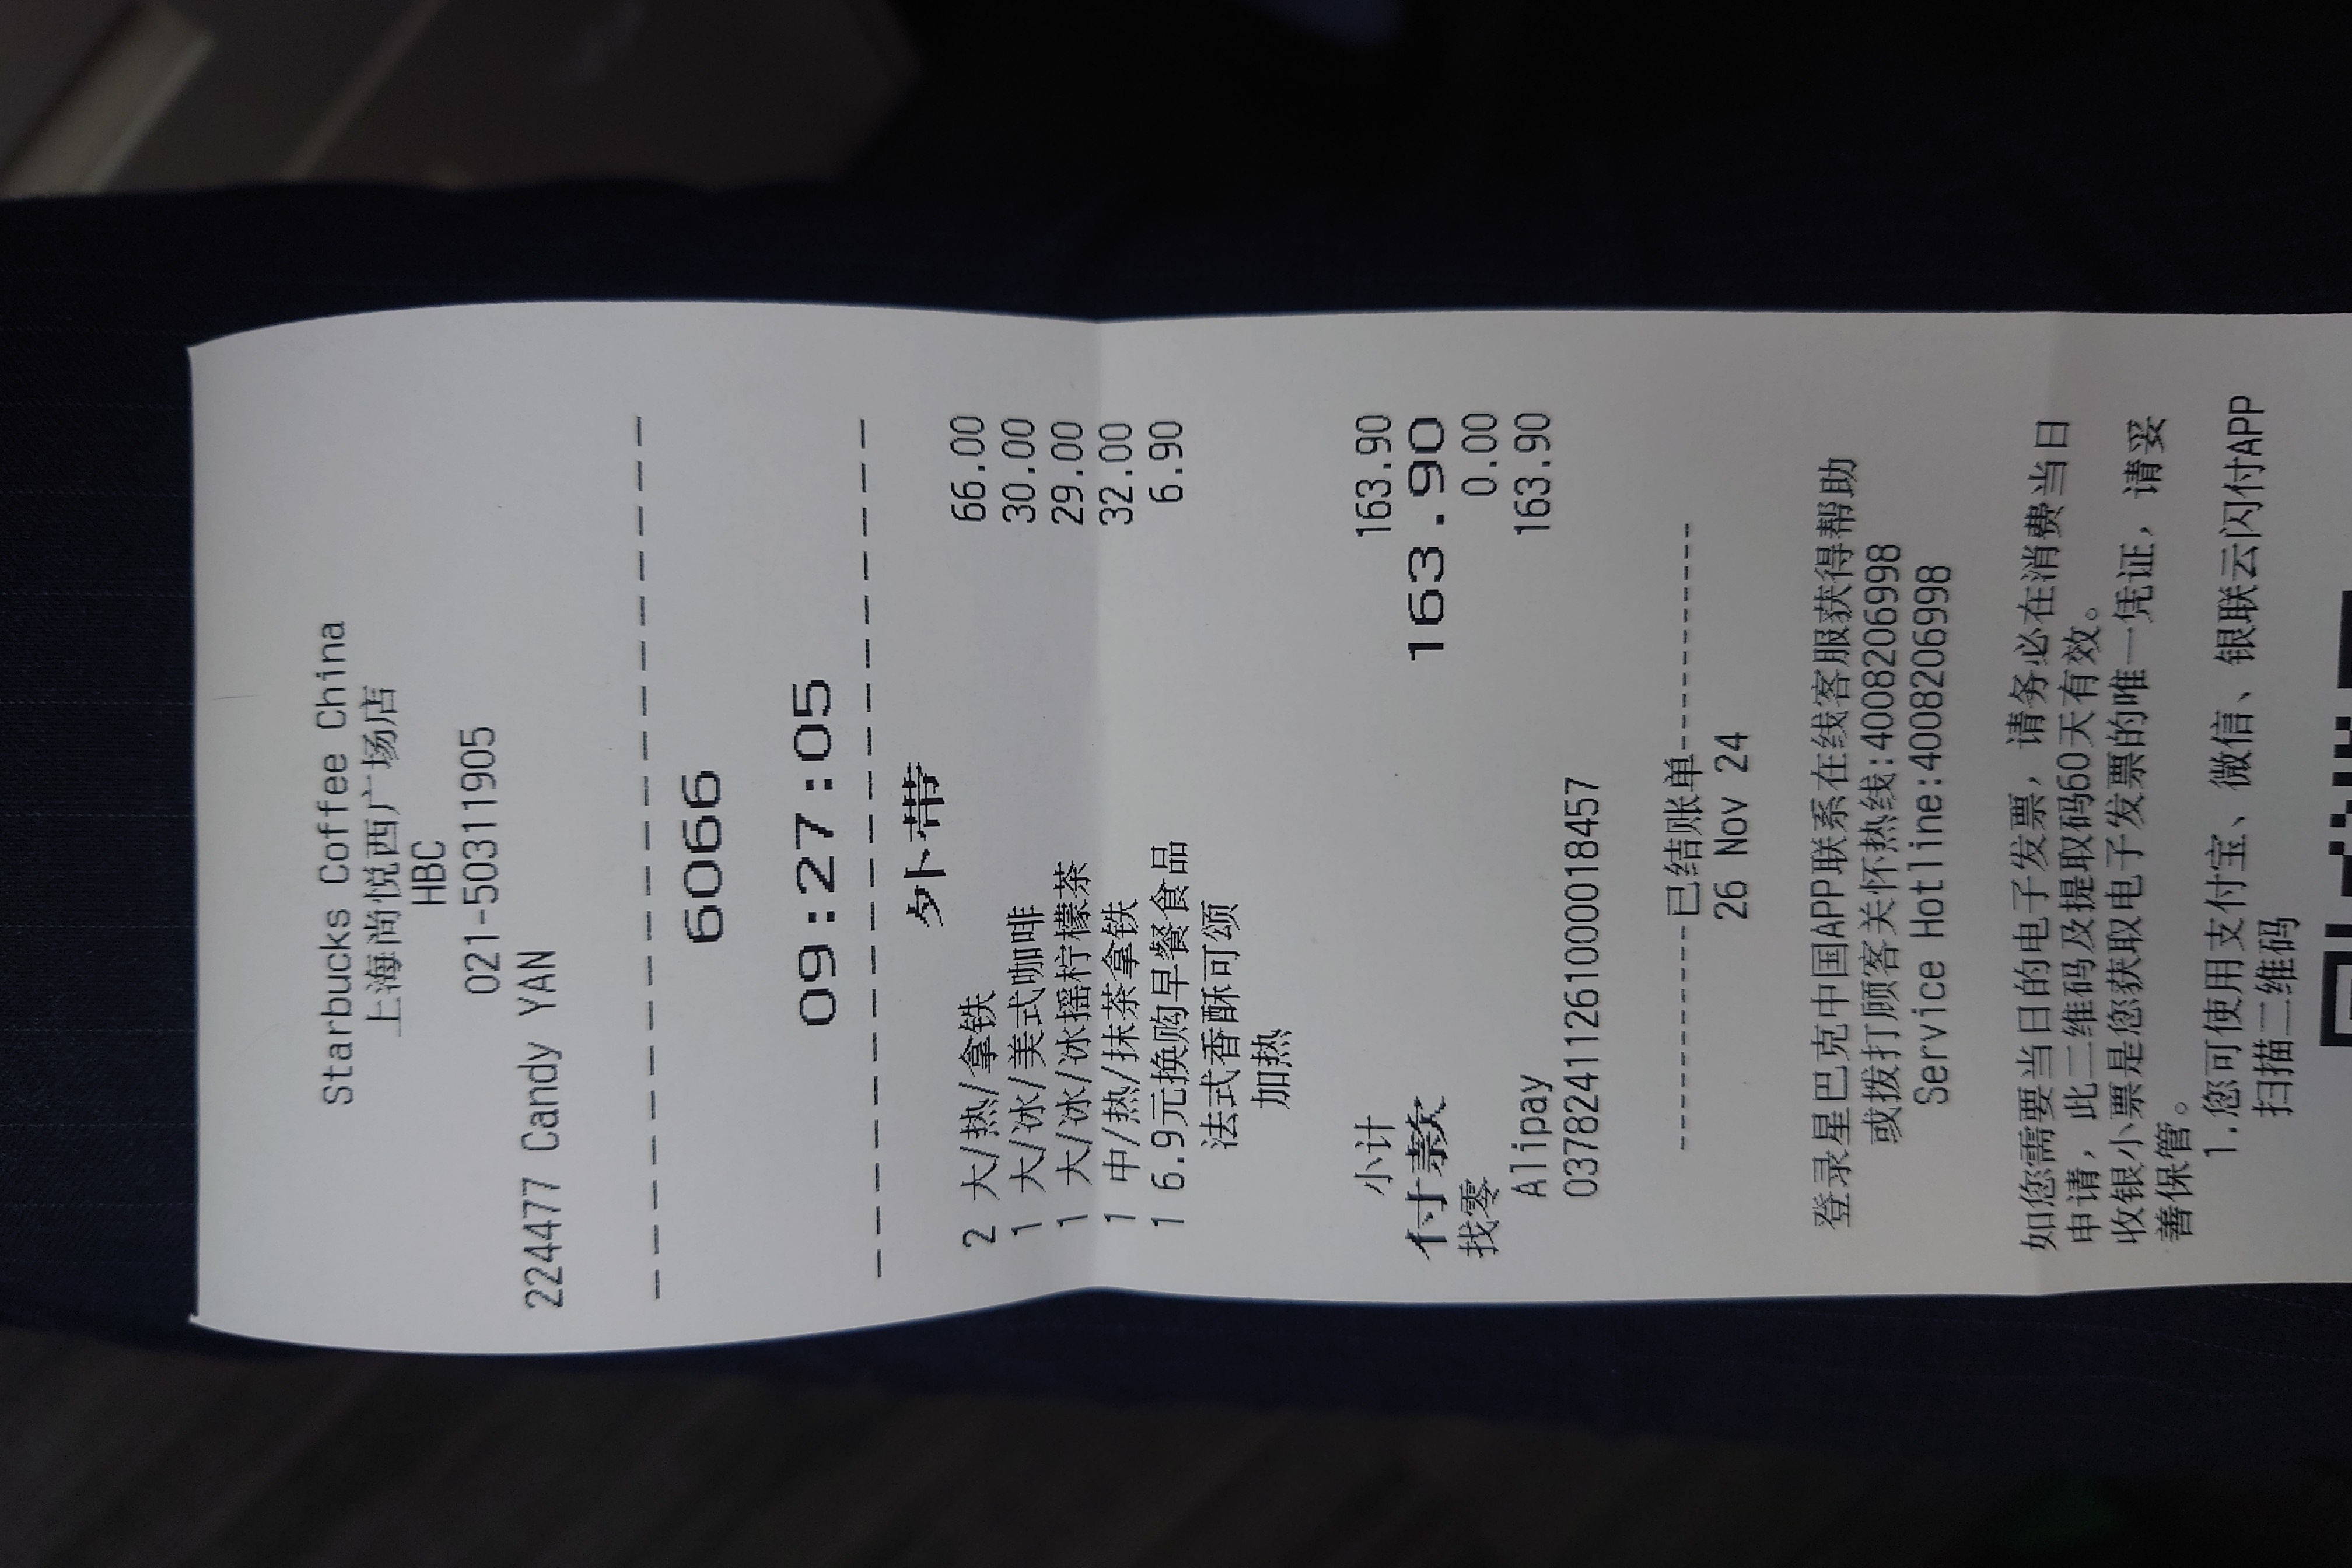 Starbucks Coffee China
上海尚悦西广场店
HBC
021-50311905
224477 Candy YAN
6066
09:27:05
外带
2 大/热/拿铁 66.00
1 大/冰/美式咖啡 30.00
1 大/冰/冰摇柠檬茶 29.00
1 中/热/抹茶拿铁 32.00
1 6.9元换购早餐食品 6.90
法式香酥可颂
加热
小计 163.90
付款 163.90
找零 0.00
Alipay 163.90
03782411261000018457
---------------已结账单---------------
26 Nov 24
登录星巴克中国APP联系在线客服获得帮助
或拨打顾客关怀热线:4008206998
Service Hotline:4008206998
如您需要当日的电子发票，请务必在消费当日
申请，此二维码及提取码60天有效。
收银小票是您获取电子发票的唯一凭证，请妥
善保管。
1.您可使用支付宝、微信、银联云闪付APP
扫描二维码